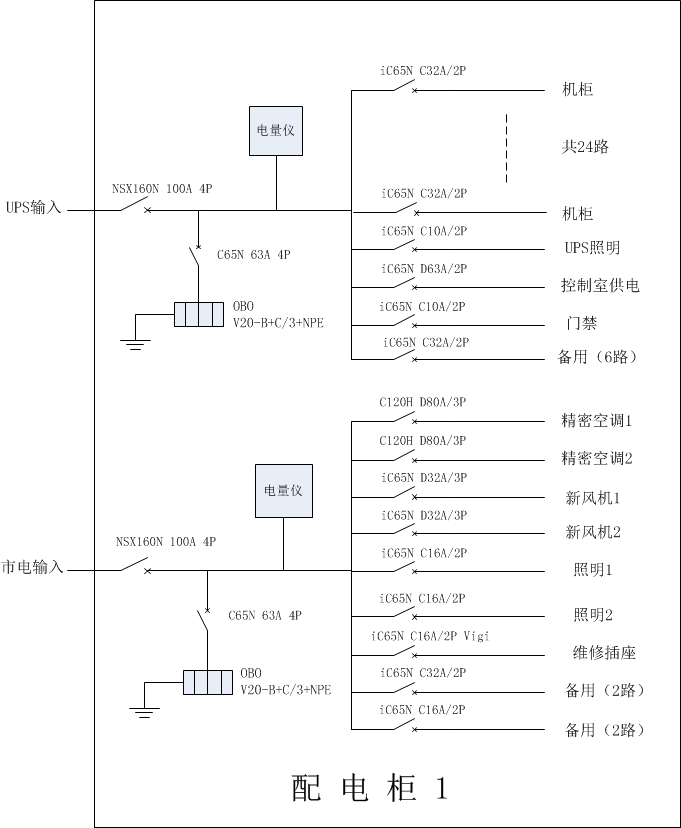 iC65N C32A/2P
机柜
电量仪
共24路
NSX160N 100A 4P
iC65N C32A/2P
UPS输入
机柜
iC65N C10A/2P
UPS照明
C65N 63A 4P
iC65N D63A/2P
控制室供电
OBO
V20-B+C/3+NPE
iC65N C10A/2P
门禁
iC65N C32A/2P
备用（6路）
C120H D80A/3P
精密空调1
C120H D80A/3P
精密空调2
电量仪
iC65N D32A/3P
新风机1
iC65N D32A/3P
新风机2
NSX160N 100A 4P
市电输入
iC65N C16A/2P
照明1
C65N 63A 4P
iC65N C16A/2P
照明2
iC65N C16A/2P Vigi
维修插座
OBO
V20-B+C/3+NPE
iC65N C32A/2P
备用（2路）
iC65N C16A/2P
备用（2路）
配 电 柜 1